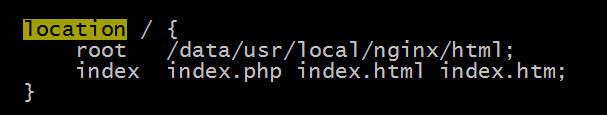 location / {
    root   /data/usr/local/nginx/html;
    index  index.php index.html index.htm;
}